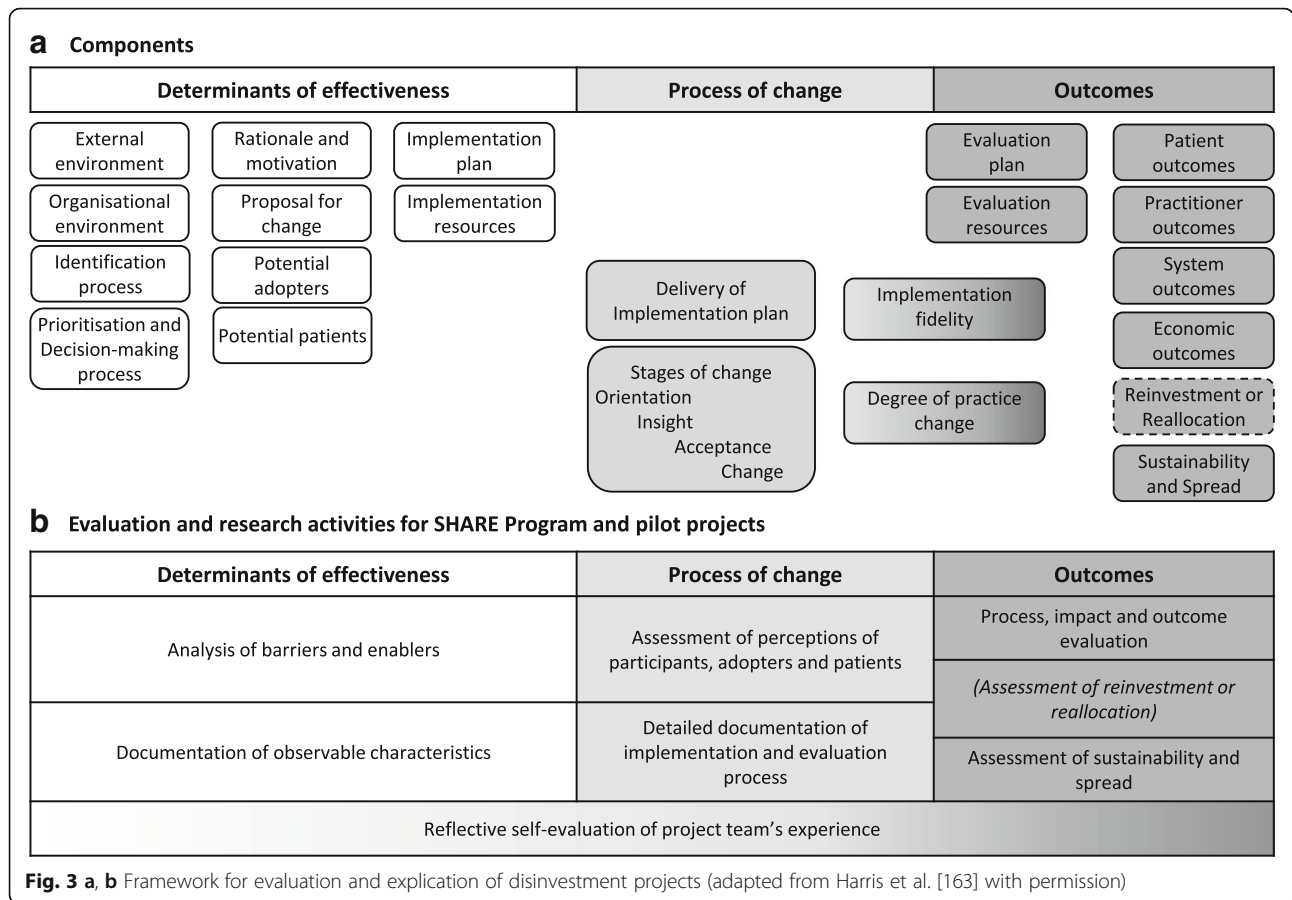 a Components
Determants of effectiveness
Process of change
Outcomes
External
environment
Organisational
environment
Identification
process
Prioritisation and
Decision-making
process
Rationale and
motivation
Proposal for
change
Potential
adopters
Potential patients
Implementation
plan
Implementation
resources
Delivery of
Implementation plan
Stages of change
Orientation
Insight
Acceptance
Change
Implementation
fidelity
Degree of practice
change
Evaluation
plan
Evaluation
resources
Patient
outcomes
Practitioner
outcomes
System
outcomes
Economic
outcomes
Reinvestment or
Reallocation
Sustainability
and Spread
b Evaluation and research activities for SHARE Program and pilot projects
Determinants of effectiveness
Process of change
Outcomes
Analysis of barriers and enablers
Documentation of observable characteristics
Assessment of perceptions of
participants, adopters and patients
Detailed documentation of
implementation and evaluation
process
Process, impact and outcome
evaluation
(Assessment of reinvestment or
reallocation)
Assessment of sustainability and
spread
Reflective self-evaluation of project team's experience
Fig. 3 a, b Framework for evaluation and explication of disinvestment projects (adapted from Harris et al. [163] with permission)